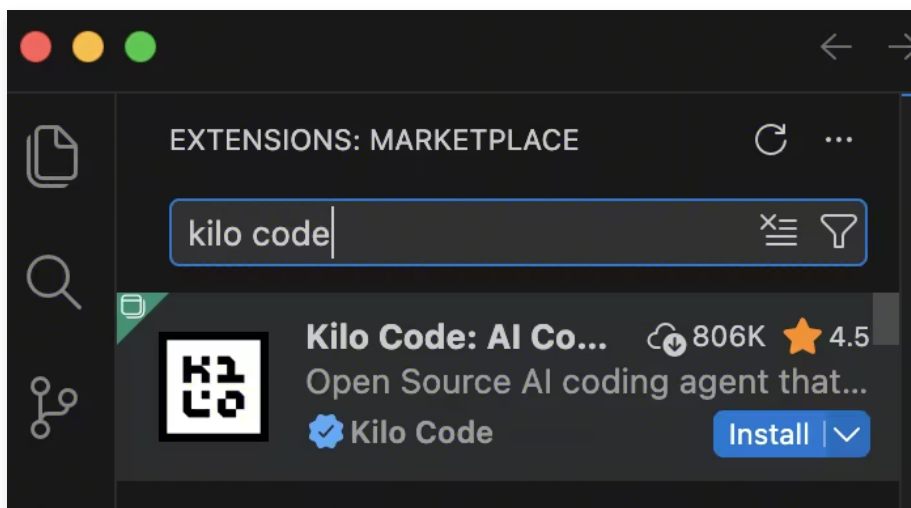 EXTENSIONS: MARKETPLACE
kilo code
Kilo Code: AI Co... 806K 4.5
Open Source AI coding agent that...
Kilo Code
Install